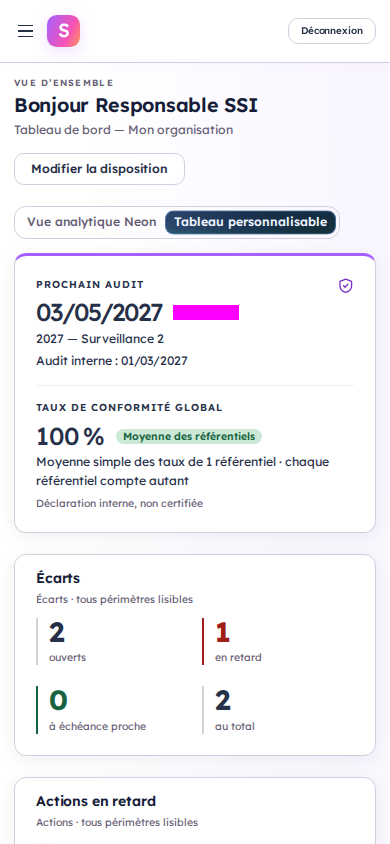 S
Déconnexion
VUE D'ENSEMBLE
Bonjour Responsable SSI
Tableau de bord — Mon organisation
Modifier la disposition
Vue analytique Neon
Tableau personnalisable
PROCHAIN AUDIT
03/05/2027
2027 — Surveillance 2
Audit interne : 01/03/2027
TAUX DE CONFORMITÉ GLOBAL
100 % Moyenne des référentiels
Moyenne simple des taux de 1 référentiel · chaque
référentiel compte autant
Déclaration interne, non certifiée
Écarts
Écarts · tous périmètres lisibles
2
ouverts
1
en retard
0
à échéance proche
2
au total
Actions en retard
Actions · tous périmètres lisibles